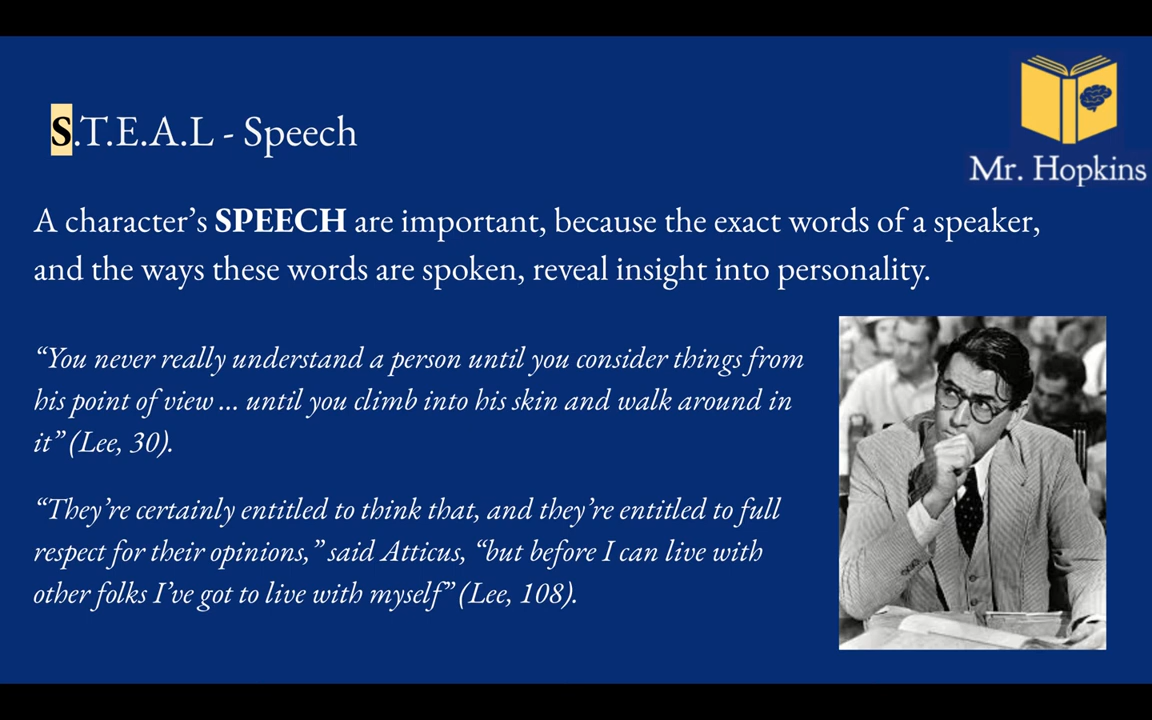 S.T.E.A.L - Speech
Mr. Hopkins
A character’s SPEECH are important, because the exact words of a speaker,
and the ways these words are spoken, reveal insight into personality.
“You never really understand a person until you consider things from
his point of view ... until you climb into his skin and walk around in
it” (Lee, 30).
“They’re certainly entitled to think that, and they’re entitled to full
respect for their opinions,” said Atticus, “but before I can live with
other folks I’ve got to live with myself” (Lee, 108).